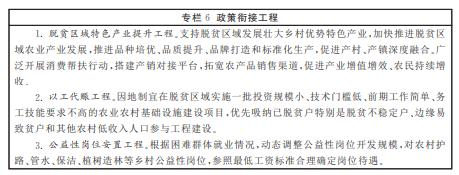 专栏 6 政策衔接工程
1. 脱贫区域特色产业提升工程。支持脱贫区域发展壮大乡村优势特色产业，加快推进脱贫区
域农业产业发展，推进品种培优、品质提升、品牌打造和标准化生产，促进产村、产镇深度融合。广
泛开展消费帮扶行动，搭建产销对接平台，拓宽农产品销售渠道，促进产业增值增效、农民持续增
收。
2. 以工代赈工程。因地制宜在脱贫区域实施一批投资规模小、技术门槛低、前期工作简单、务
工技能要求不高的农业农村基础设施建设项目，优先吸纳已脱贫户特别是脱贫不稳定户、边缘易
致贫户和其他农村低收入人口参与工程建设。
3. 公益性岗位安置工程。根据困难群体就业情况，动态调整公益性岗位开发规模，对农村护
路、管水、保洁、植树造林等乡村公益性岗位，参照最低工资标准合理确定岗位待遇。